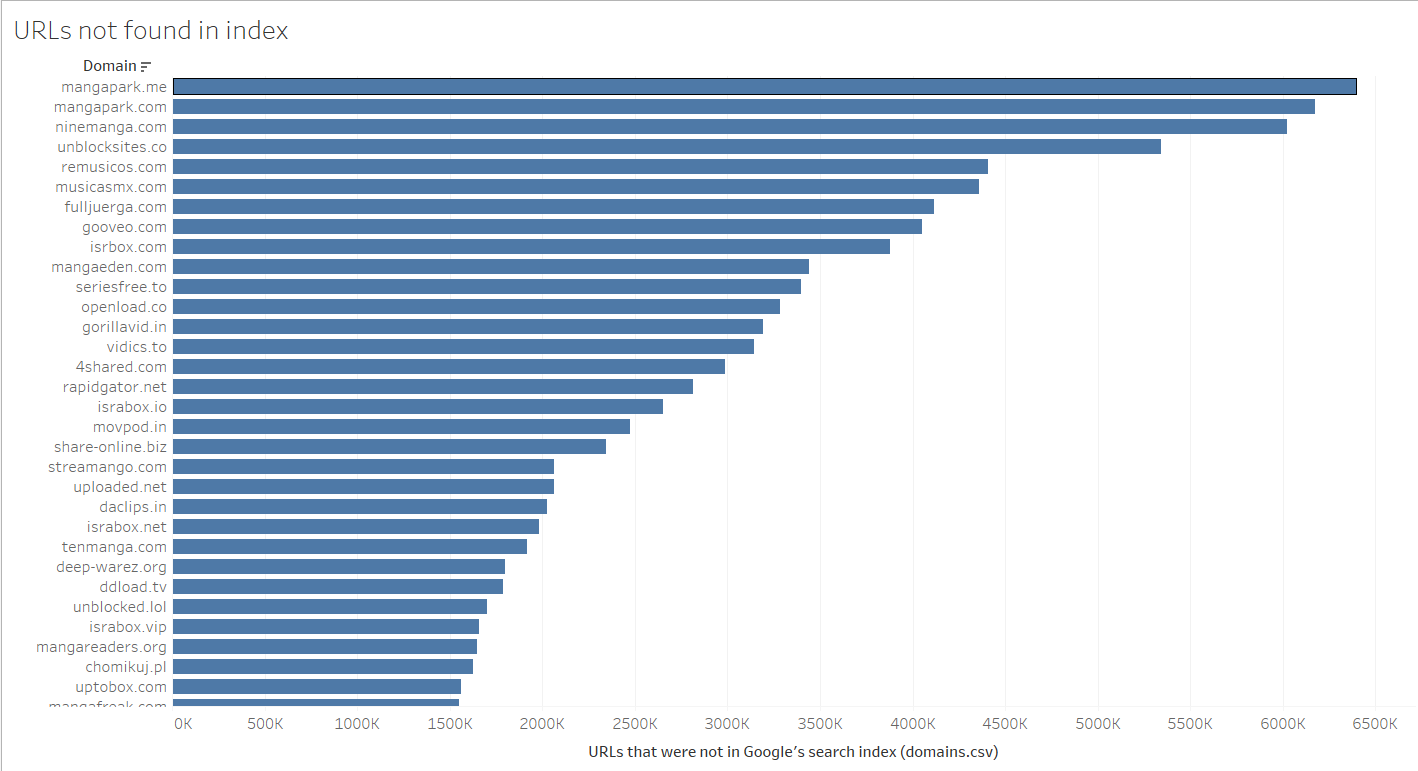 URLs not found in index
Domain
mangapark.me
mangapark.com
ninemanga.com
unblocksites.co
remusicos.com
musicasmx.com
fulljuerga.com
gooveo.com
isrbox.com
mangaeden.com
seriesfree.to
openload.co
gorillavid.in
vidics.to
4shared.com
rapidgator.net
israbox.io
movpod.in
share-online.biz
streamango.com
uploaded.net
daclips.in
israbox.net
tenmanga.com
deep-warez.org
ddload.tv
unblocked.lol
israbox.vip
mangareaders.org
chomikuj.pl
uptobox.com
mangafreak.com
0K 500K 1000K 1500K 2000K 2500K 3000K 3500K 4000K 4500K 5000K 5500K 6000K 6500K
URLs that were not in Google's search index (domains.csv)